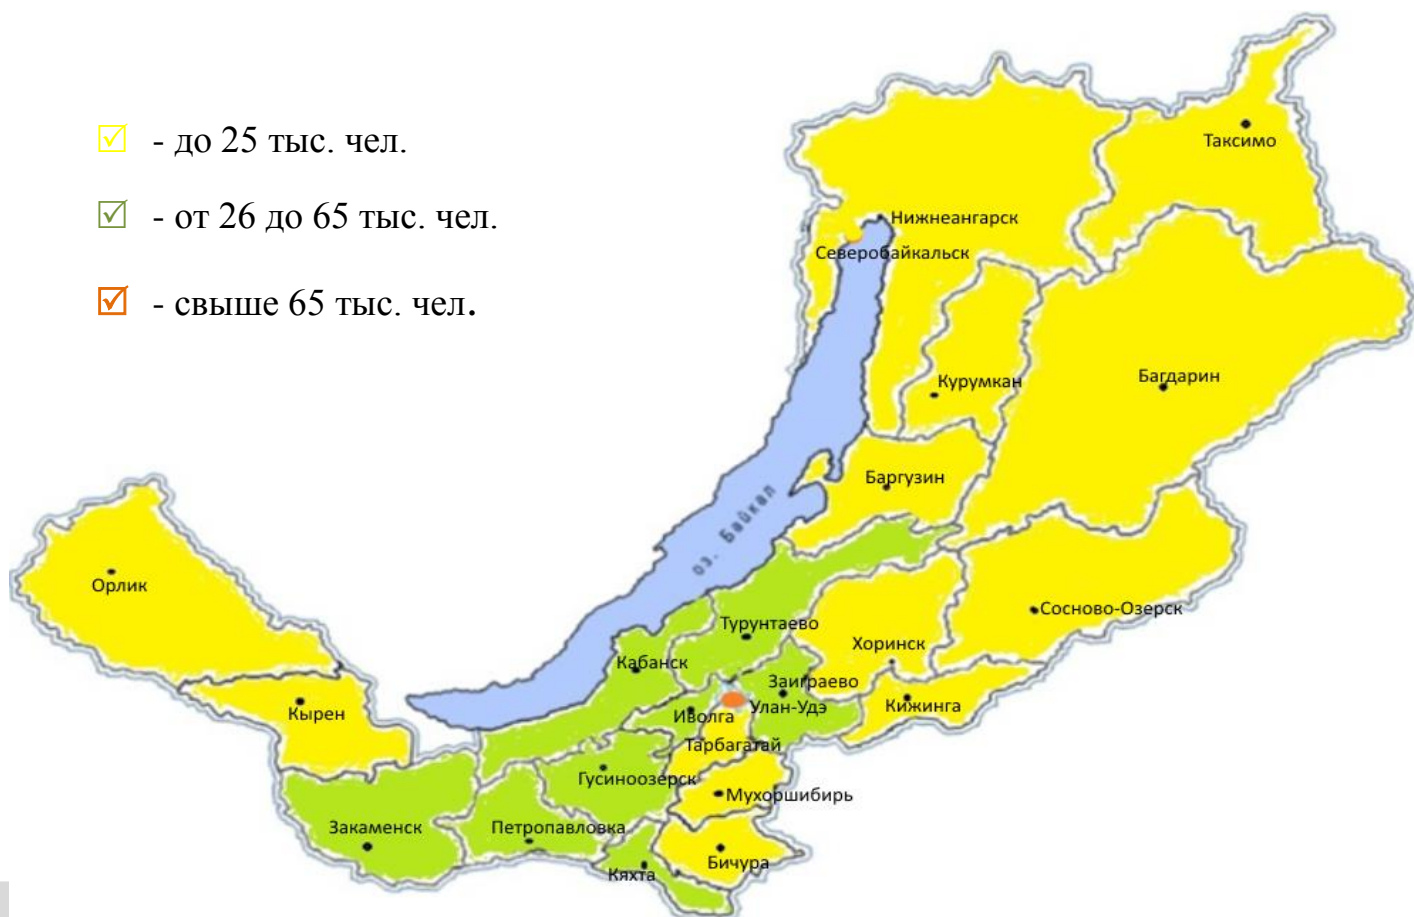 - до 25 тыс. чел.
- от 26 до 65 тыс. чел.
- свыше 65 тыс. чел.
Таксимо
Нижнеангарск
Северобайкальск
Курумкан
Багдарин
Баргузин
оз. Байкал
Орлик
Сосново-Озерск
Турунтаево
Хоринск
Кабанск
Заиграево
Кырен
Иволга
Улан-Удэ
Кижинга
Тарбагатай
Гусиноозерск
Мухоршибирь
Закаменск
Петропавловка
Бичура
Кяхта